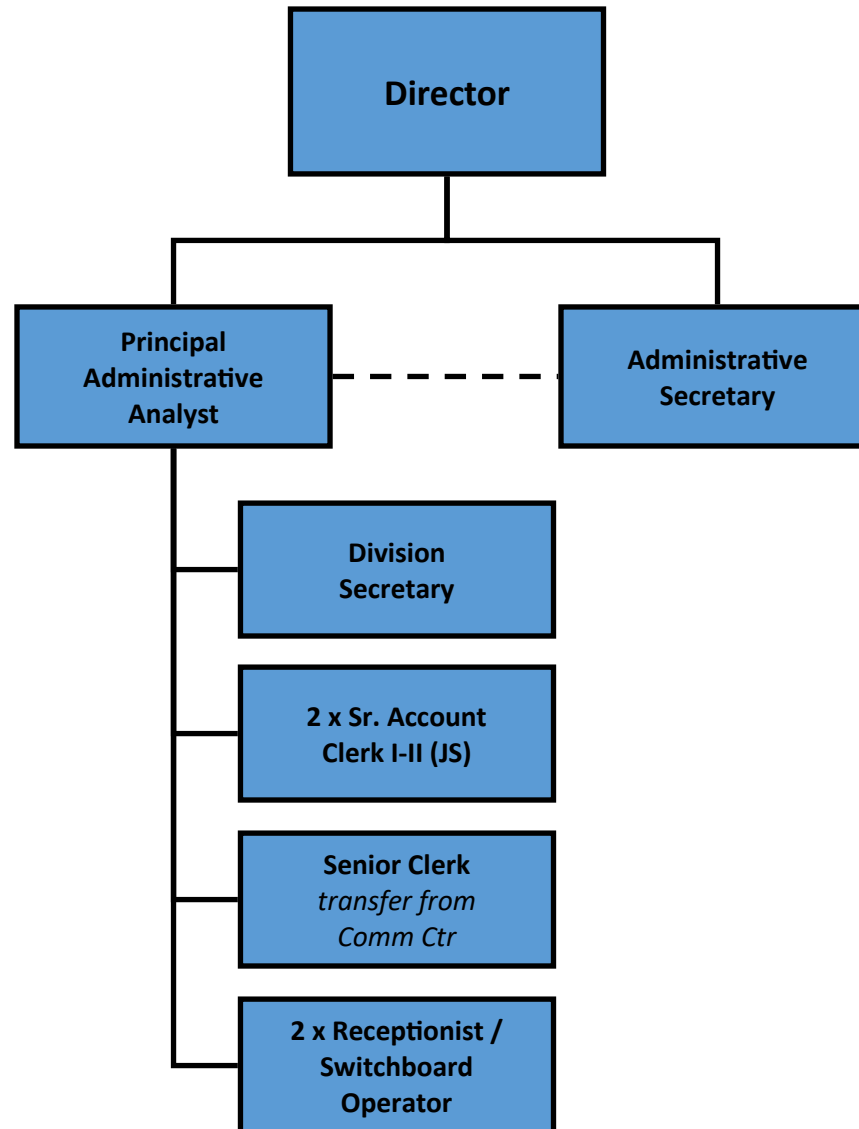 Director
Principal
Administrative
Analyst
Administrative
Secretary
Division
Secretary
2 x Sr. Account
Clerk I-II (JS)
Senior Clerk
transfer from
Comm Ctr
2 x Receptionist /
Switchboard
Operator